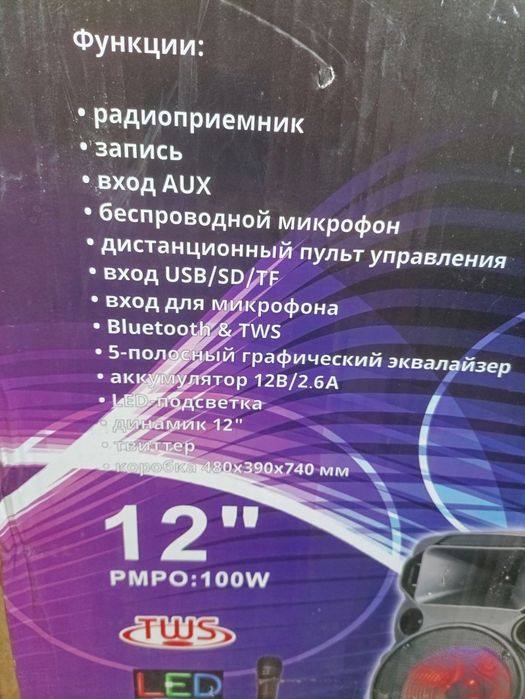 Функции:
• радиоприемник
• запись
• вход AUX
• беспроводной микрофон
• дистанционный пульт управления
• вход USB/SD/TF
• вход для микрофона
• Bluetooth & TWS
• 5-полосный графический эквалайзер
• аккумулятор 12В/2.6А
• LED-подсветка
• динамик 12"
• твиттер
• коробка 480x390x740 мм
12"
PMPO:100W
TWS
LED